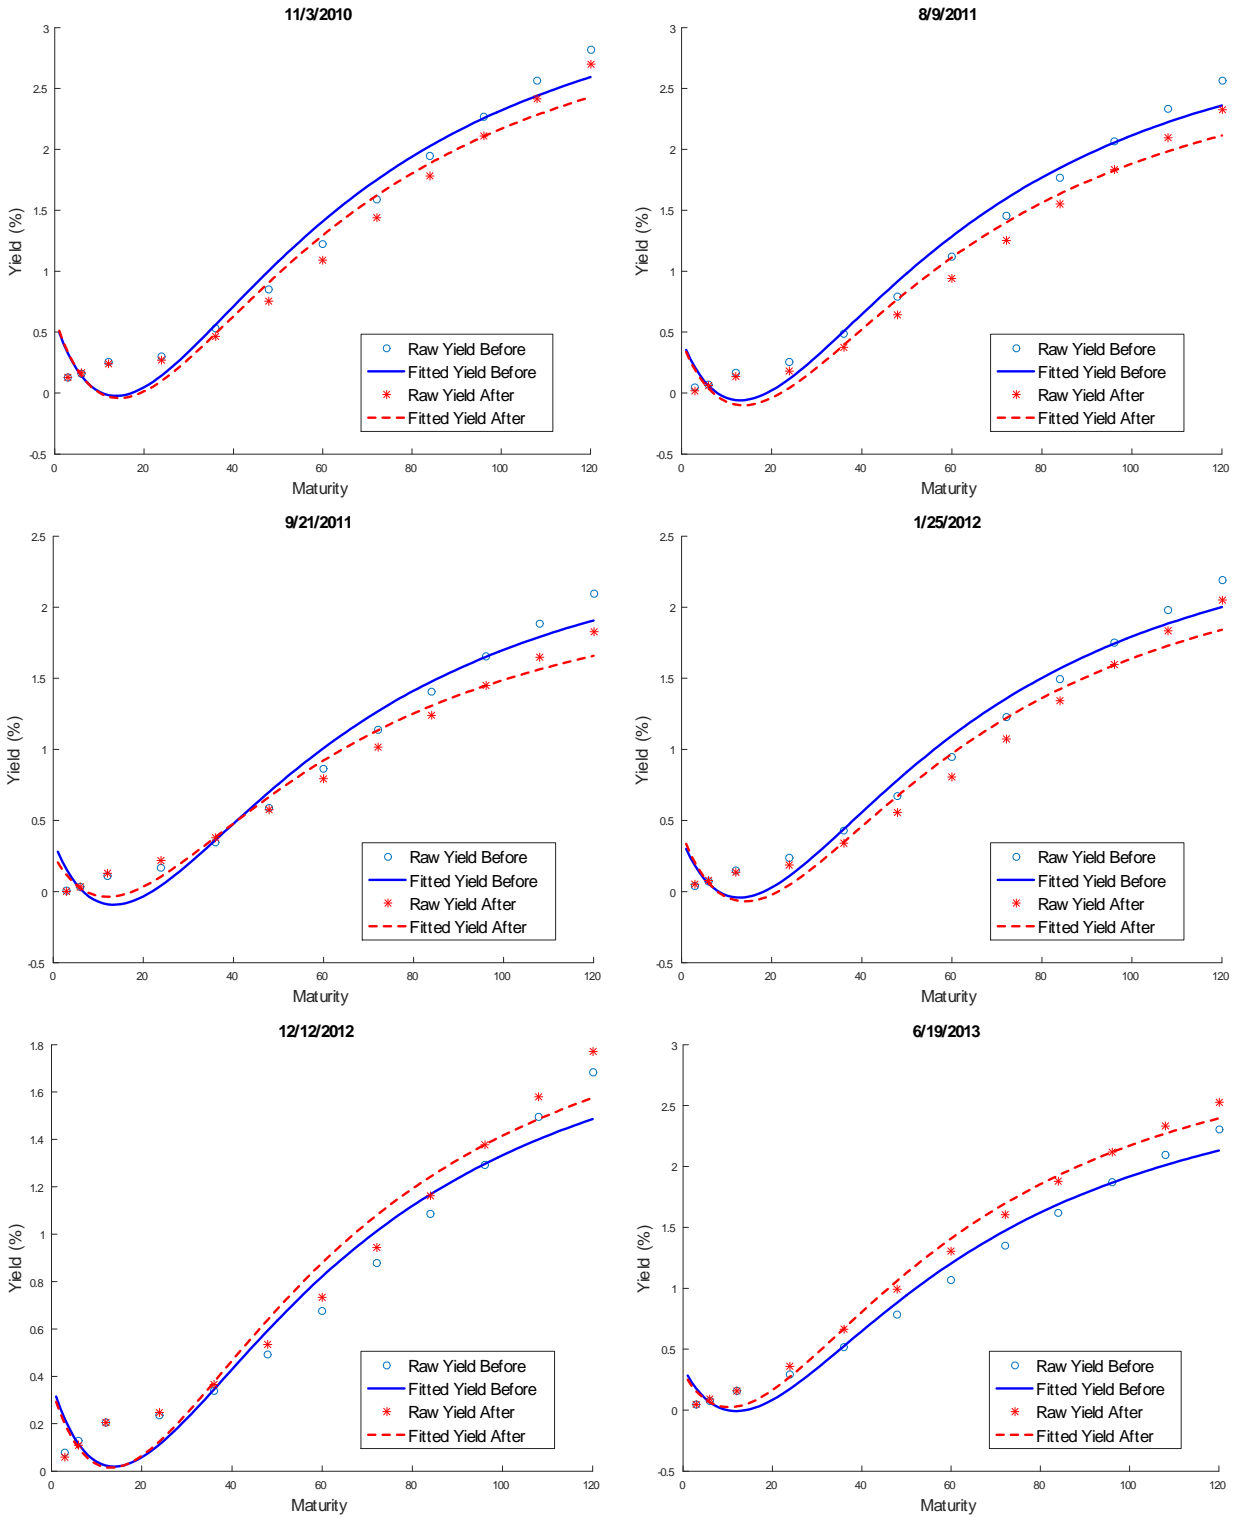 11/3/2010
3
2.5
2
1.5
1
0.5
0
-0.5
Yield (%)
0 20 40 60 80 100 120
Maturity
Raw Yield Before
Fitted Yield Before
Raw Yield After
Fitted Yield After
8/9/2011
3
2.5
2
1.5
1
0.5
0
-0.5
Yield (%)
0 20 40 60 80 100 120
Maturity
Raw Yield Before
Fitted Yield Before
Raw Yield After
Fitted Yield After
9/21/2011
2.5
2
1.5
1
0.5
0
-0.5
Yield (%)
0 20 40 60 80 100 120
Maturity
Raw Yield Before
Fitted Yield Before
Raw Yield After
Fitted Yield After
1/25/2012
2.5
2
1.5
1
0.5
0
-0.5
Yield (%)
0 20 40 60 80 100 120
Maturity
Raw Yield Before
Fitted Yield Before
Raw Yield After
Fitted Yield After
12/12/2012
1.8
1.6
1.4
1.2
1
0.8
0.6
0.4
0.2
0
Yield (%)
0 20 40 60 80 100 120
Maturity
Raw Yield Before
Fitted Yield Before
Raw Yield After
Fitted Yield After
6/19/2013
3
2.5
2
1.5
1
0.5
0
-0.5
Yield (%)
0 20 40 60 80 100 120
Maturity
Raw Yield Before
Fitted Yield Before
Raw Yield After
Fitted Yield After